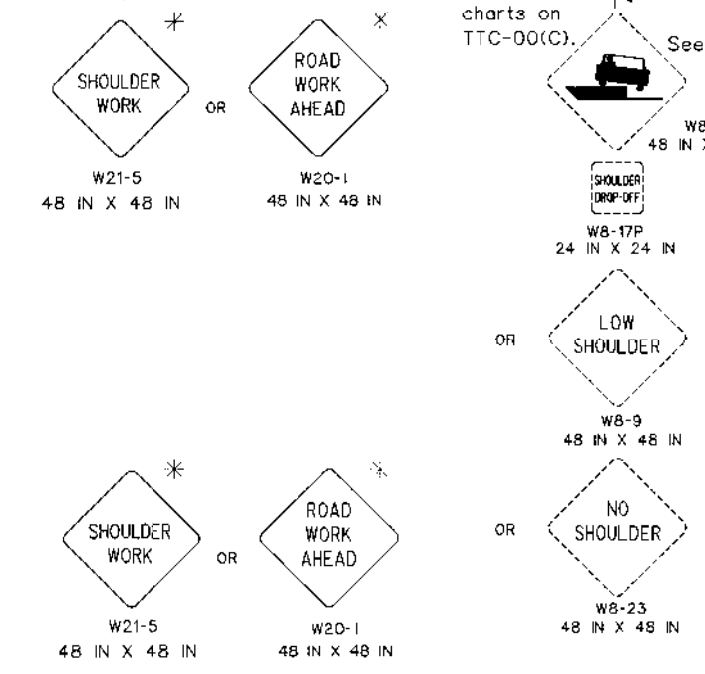 charts on
TTC-00(C).
See
SHOULDER
WORK
W21-5
48 IN X 48 IN
OR
ROAD
WORK
AHEAD
W20-1
48 IN X 48 IN
W8
48 IN X
SHOULDER
DROP-OFF
W8-17P
24 IN X 24 IN
OR
LOW
SHOULDER
W8-9
48 IN X 48 IN
SHOULDER
WORK
W21-5
48 IN X 48 IN
OR
ROAD
WORK
AHEAD
W20-1
48 IN X 48 IN
OR
NO
SHOULDER
W8-23
48 IN X 48 IN